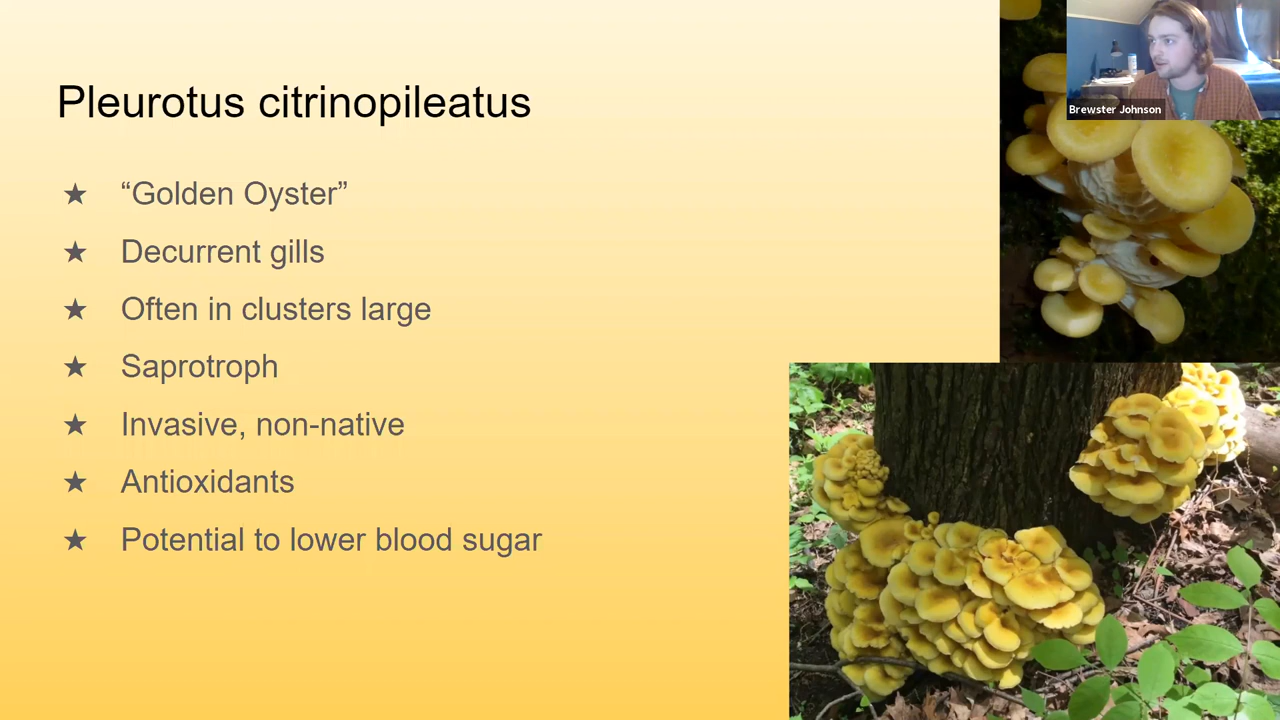 Pleurotus citrinopileatus
★ “Golden Oyster”
★ Decurrent gills
★ Often in clusters large
★ Saprotroph
★ Invasive, non-native
★ Antioxidants
★ Potential to lower blood sugar
Brewster Johnson